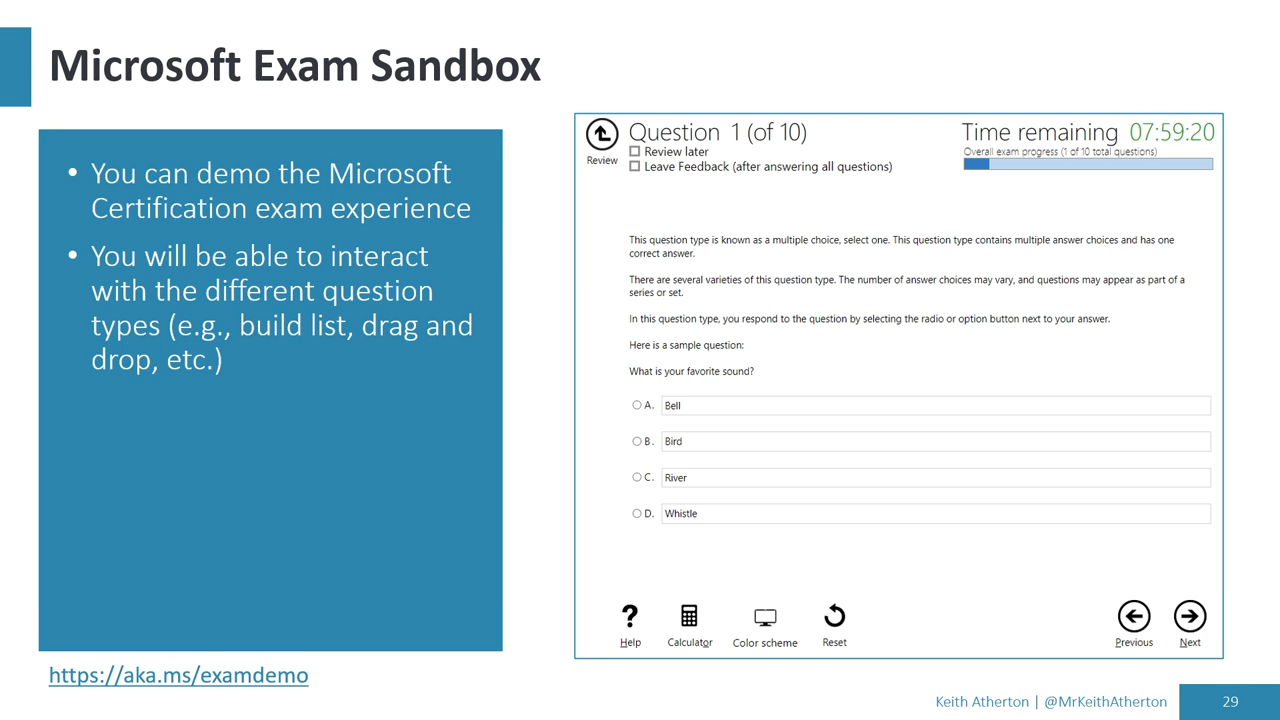 Microsoft Exam Sandbox
• You can demo the Microsoft
Certification exam experience
• You will be able to interact
with the different question
types (e.g., build list, drag and
drop, etc.)
https://aka.ms/examdemo
Review
Question 1 (of 10)
Review later
Leave Feedback (after answering all questions)
Time remaining 07:59:20
Overall exam progress (1 of 10 total questions)
This question type is known as a multiple choice, select one. This question type contains multiple answer choices and has one
correct answer.
There are several varieties of this question type. The number of answer choices may vary, and questions may appear as part of a
series or set.
In this question type, you respond to the question by selecting the radio or option button next to your answer.
Here is a sample question:
What is your favorite sound?
A. Bell
B. Bird
C. River
D. Whistle
Help
Calculator
Color scheme
Reset
Previous
Next
Keith Atherton | @MrKeithAtherton
29